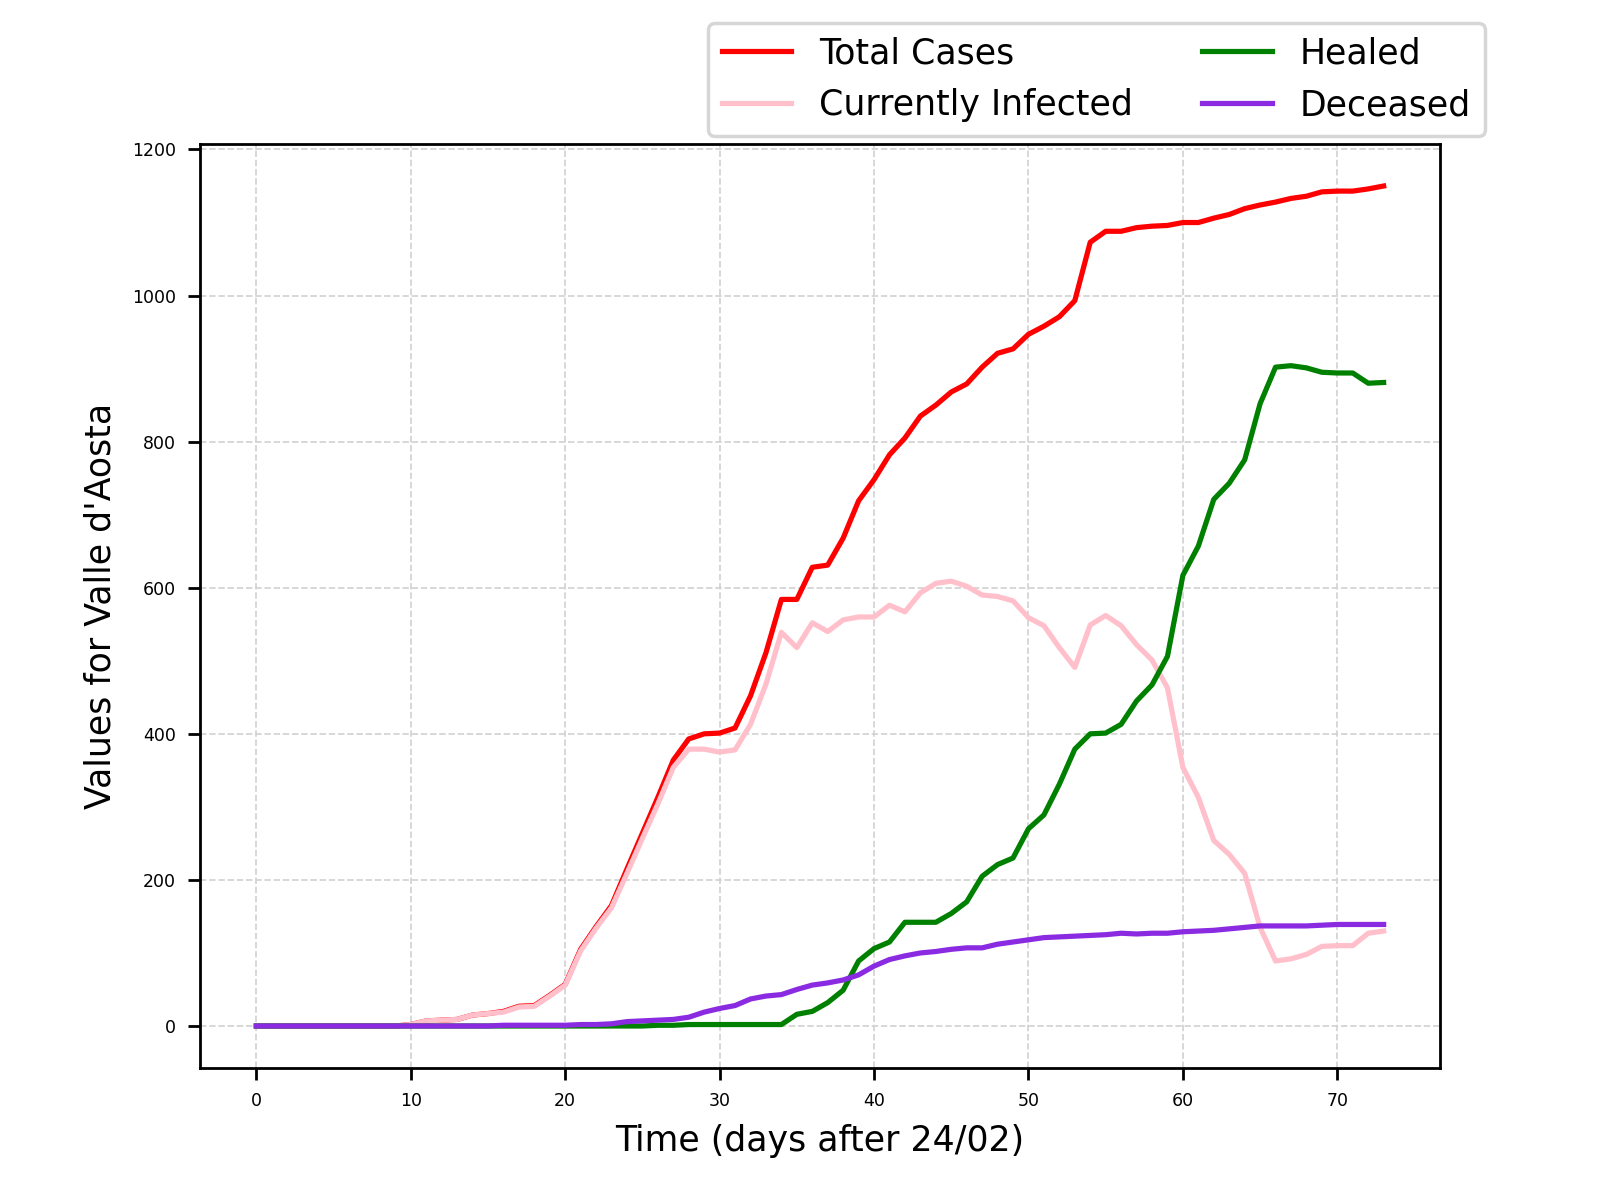 Total Cases
Healed
Currently Infected
Deceased
1200
1000
800
600
400
200
0
Values for Valle d'Aosta
0 10 20 30 40 50 60 70
Time (days after 24/02)